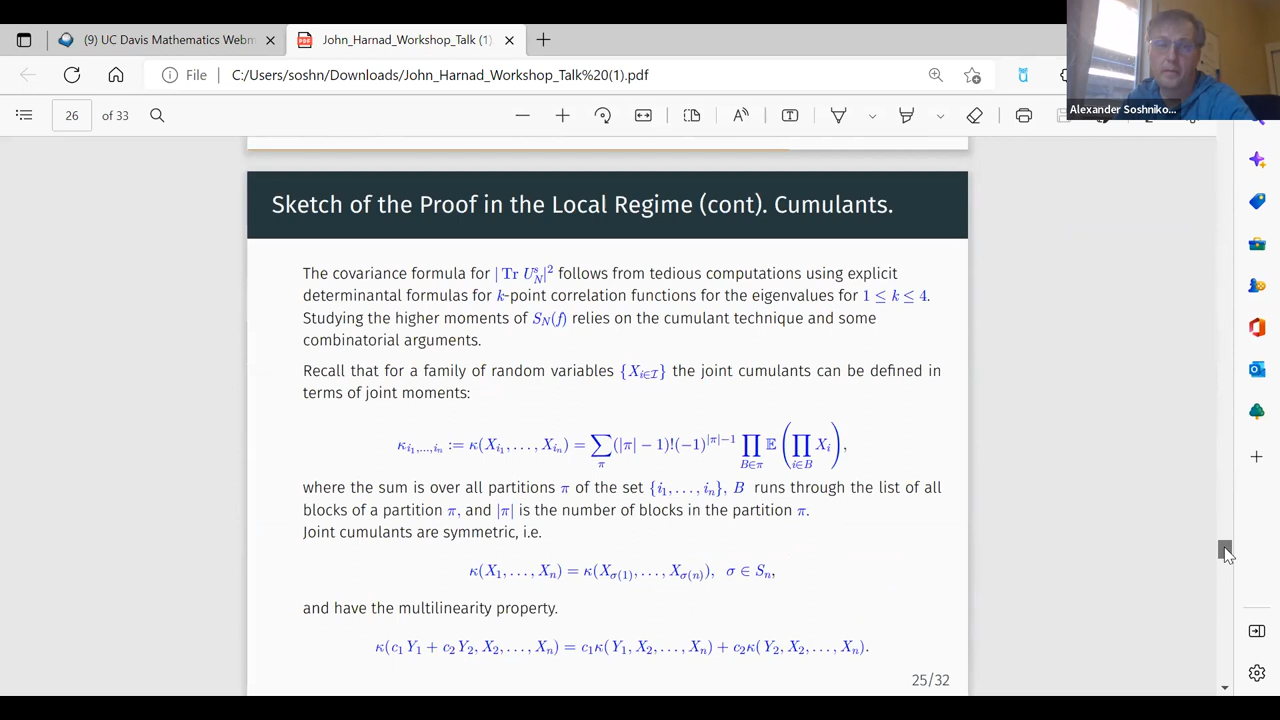 (9) UC Davis Mathematics Webm
John_Harnad_Workshop_Talk (1)
File
C:/Users/soshn/Downloads/John_Harnad_Workshop_Talk%20(1).pdf
Alexander Soshniko...
26 of 33
Sketch of the Proof in the Local Regime (cont). Cumulants.
The covariance formula for | Tr U_N^s|^2 follows from tedious computations using explicit
determinantal formulas for k-point correlation functions for the eigenvalues for 1 ≤ k ≤ 4.
Studying the higher moments of S_N(f) relies on the cumulant technique and some
combinatorial arguments.
Recall that for a family of random variables {X_{i∈I}} the joint cumulants can be defined in
terms of joint moments:
κ_{i_1,...,i_n} := κ(X_{i_1}, . . . , X_{i_n}) = ∑_π (|π| − 1)!(−1)^{|π|−1} ∏_{B∈π} 𝔼 (∏_{i∈B} X_i),
where the sum is over all partitions π of the set {i_1, . . . , i_n}, B runs through the list of all
blocks of a partition π, and |π| is the number of blocks in the partition π.
Joint cumulants are symmetric, i.e.
κ(X_1, . . . , X_n) = κ(X_{σ(1)}, . . . , X_{σ(n)}), σ ∈ S_n,
and have the multilinearity property.
κ(c_1 Y_1 + c_2 Y_2, X_2, . . . , X_n) = c_1κ(Y_1, X_2, . . . , X_n) + c_2κ(Y_2, X_2, . . . , X_n).
25/32